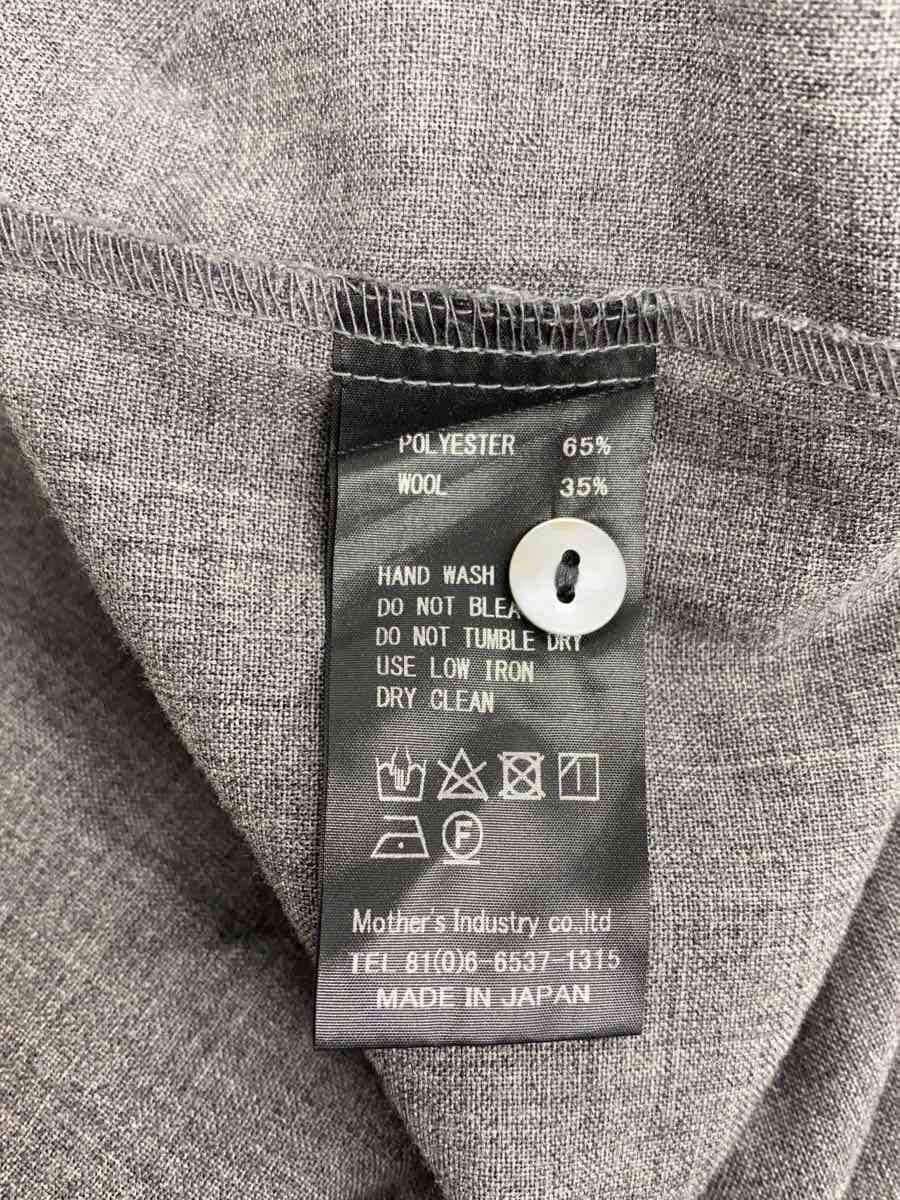 POLYESTER 65%
WOOL 35%
HAND WASH
DO NOT
DO NOT TUMBLE DRY
USE LOW IRON
DRY CLEAN
F
Mother's Industry co.,ltd
TEL 81(0)6-6537-1315
MADE IN JAPAN